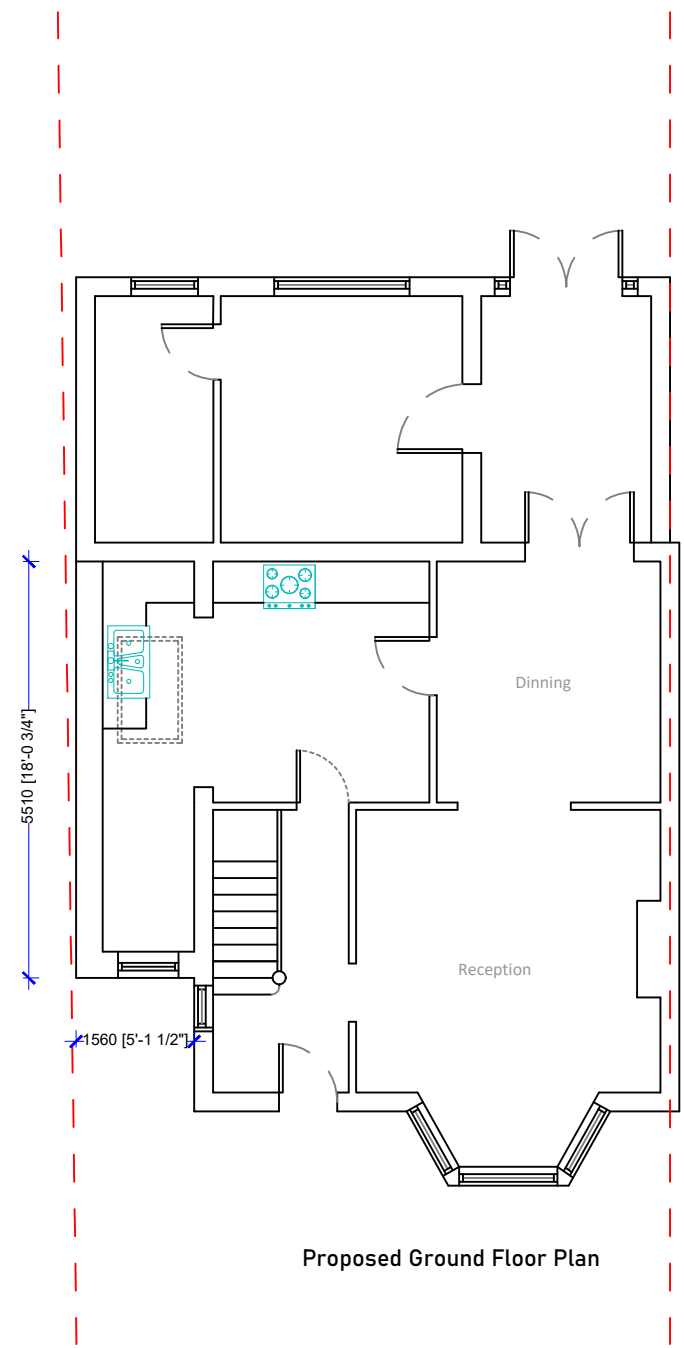 Dinning
5510 [18'-0 3/4"]
Reception
1560 [5'-1 1/2"]
Proposed Ground Floor Plan